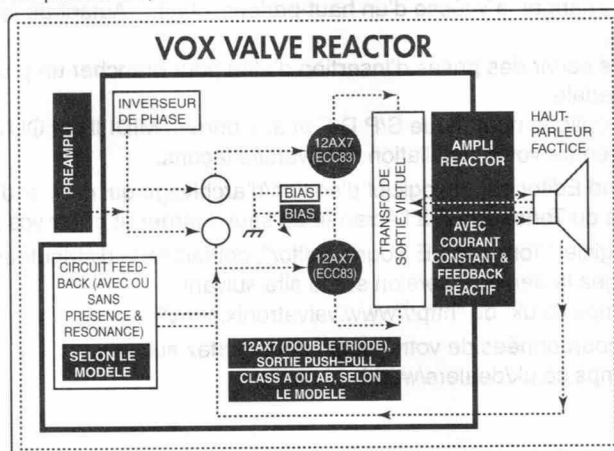 VOX VALVE REACTOR
PREAMPLI
INVERSEUR
DE PHASE
12AX7
(ECC83)
BIAS
BIAS
12AX7
(ECC83)
TRANSFO DE
SORTIE VIRTUEL
AMPLI
REACTOR
AVEC
COURANT
CONSTANT &
FEEDBACK
RÉACTIF
HAUT-
PARLEUR
FACTICE
CIRCUIT FEED-
BACK (AVEC OU
SANS
PRESENCE &
RESONANCE)
SELON LE
MODÈLE
12AX7 (DOUBLE TRIODE),
SORTIE PUSH–PULL
CLASS A OU AB, SELON
LE MODÈLE